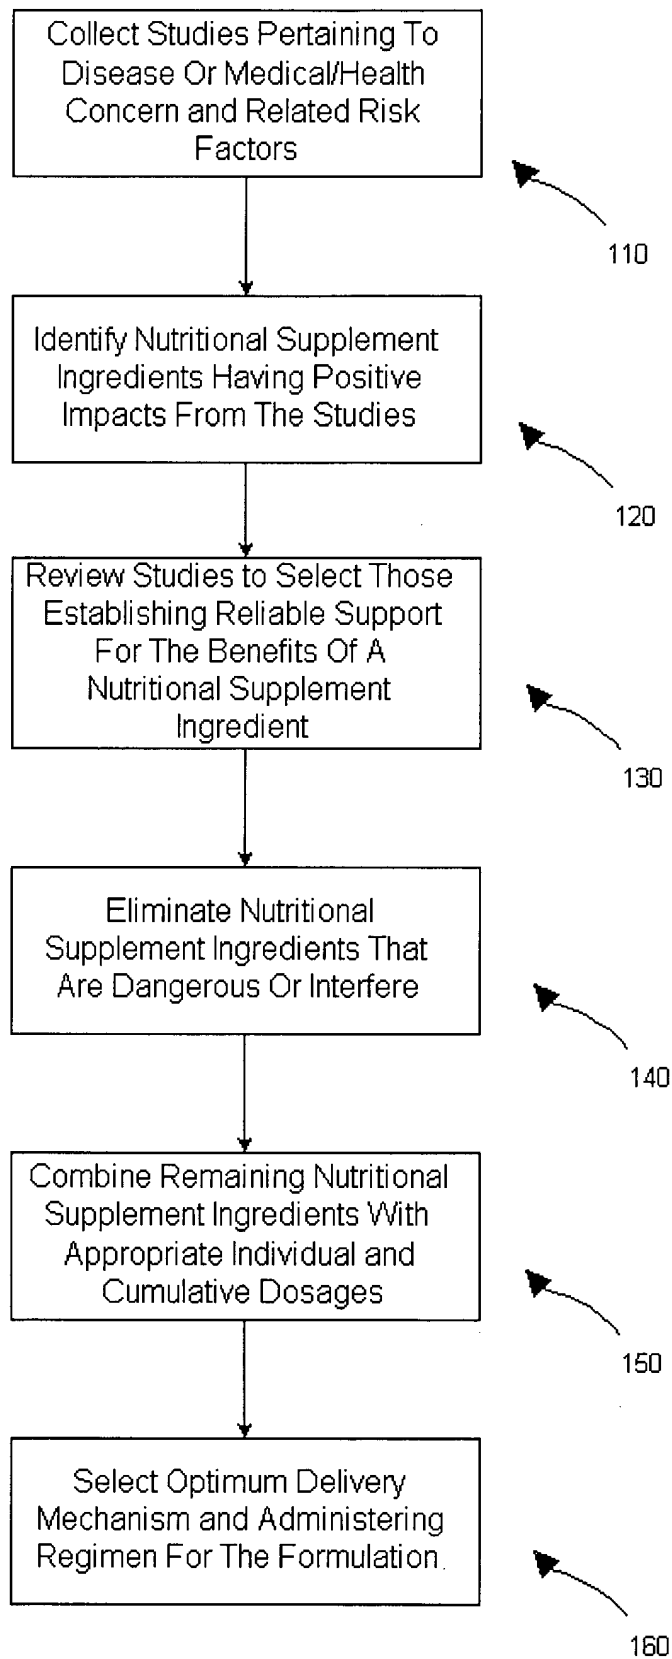 Collect Studies Pertaining To
Disease Or Medical/Health
Concern and Related Risk
Factors
110
Identify Nutritional Supplement
Ingredients Having Positive
Impacts From The Studies
120
Review Studies to Select Those
Establishing Reliable Support
For The Benefits Of A
Nutritional Supplement
Ingredient
130
Eliminate Nutritional
Supplement Ingredients That
Are Dangerous Or Interfere
140
Combine Remaining Nutritional
Supplement Ingredients With
Appropriate Individual and
Cumulative Dosages
150
Select Optimum Delivery
Mechanism and Administering
Regimen For The Formulation.
160